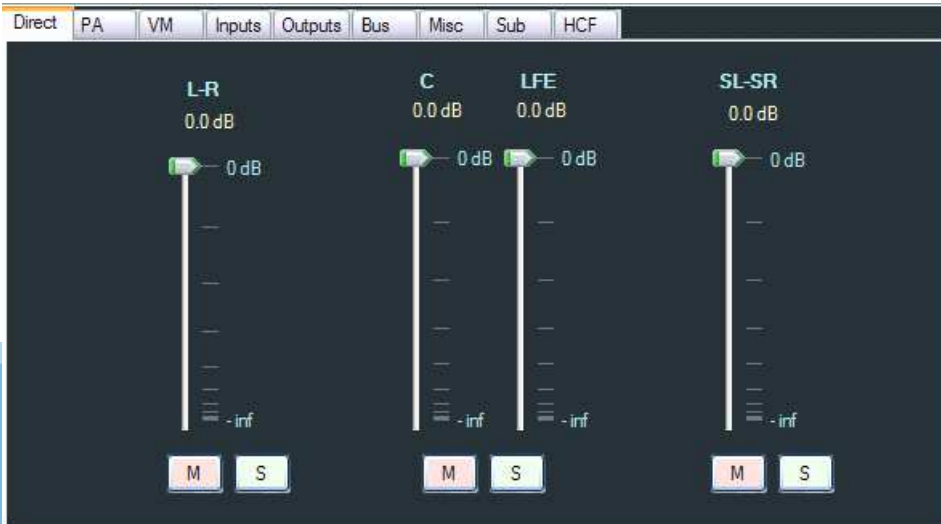 Direct PA VM Inputs Outputs Bus Misc Sub HCF
L-R C LFE SL-SR
0.0 dB 0.0 dB 0.0 dB 0.0 dB
0 dB 0 dB 0 dB 0 dB
- inf - inf - inf - inf
M S M S M S